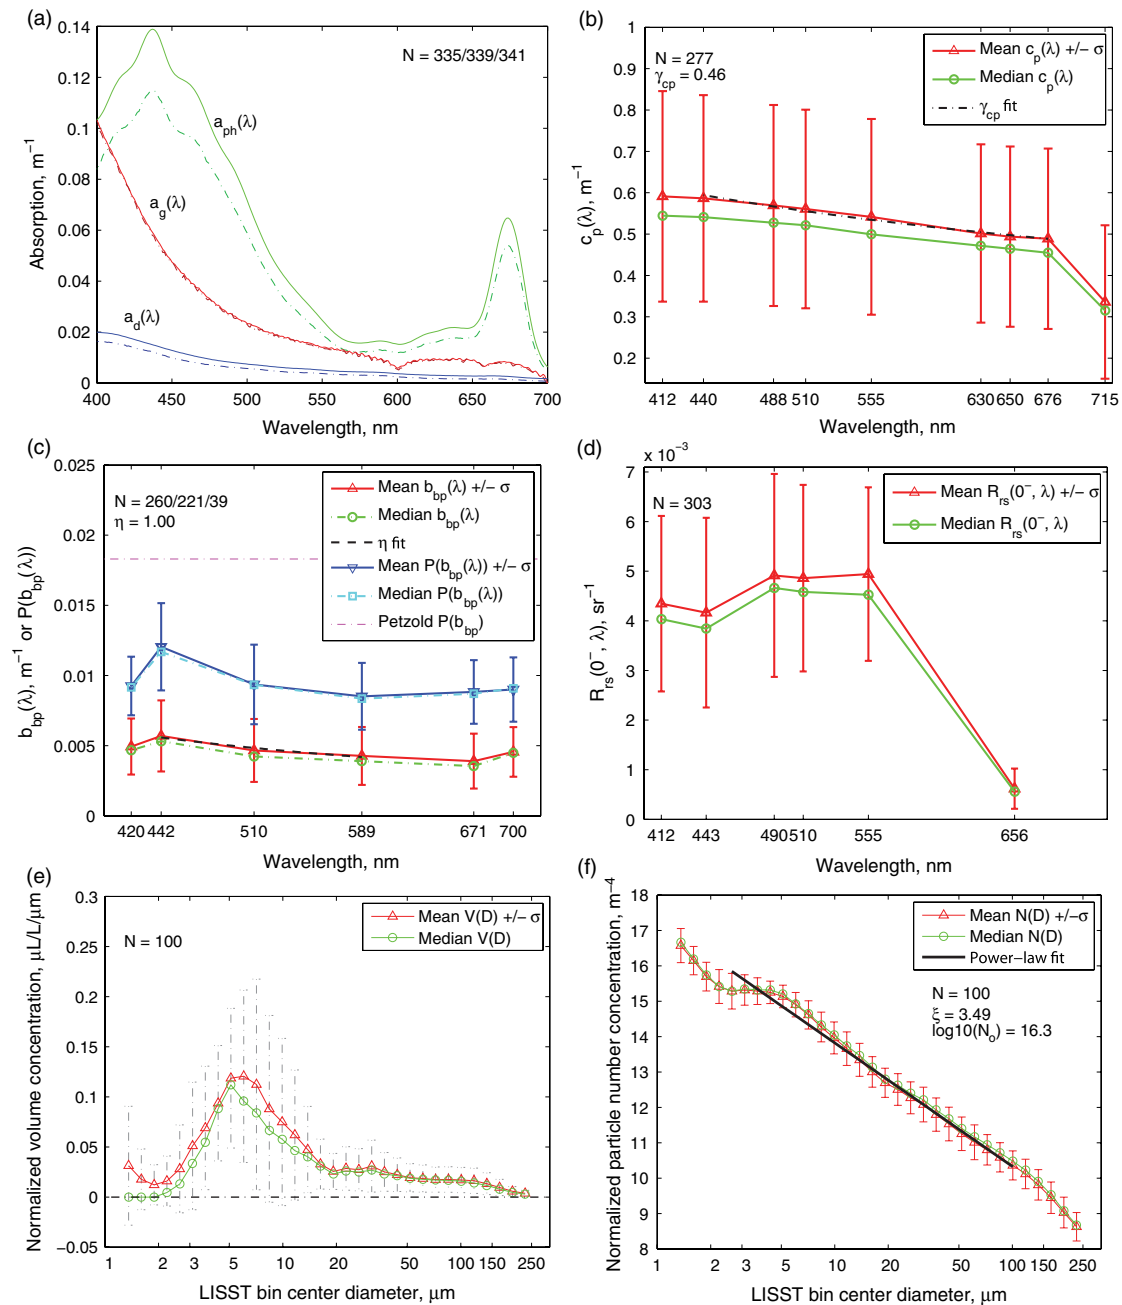 (a)
0.14
0.12
0.1
0.08
0.06
0.04
0.02
0
Absorption, m⁻¹
N = 335/339/341
a_ph(λ)
a_g(λ)
a_d(λ)
400 450 500 550 600 650 700
Wavelength, nm
(b)
1
0.9
0.8
0.7
0.6
0.5
0.4
0.3
0.2
c_p(λ), m⁻¹
N = 277
γ_cp = 0.46
Mean c_p(λ) +/− σ
Median c_p(λ)
γ_cp fit
412 440 488 510 555 630 650 676 715
Wavelength, nm
(c)
0.025
0.02
0.015
0.01
0.005
0
b_bp(λ), m⁻¹ or P(b_bp(λ))
N = 260/221/39
η = 1.00
Mean b_bp(λ) +/− σ
Median b_bp(λ)
η fit
Mean P(b_bp(λ)) +/− σ
Median P(b_bp(λ))
Petzold P(b_bp)
420 442 510 589 671 700
Wavelength, nm
(d)
x 10⁻³
7
6
5
4
3
2
1
0
R_rs(0⁻, λ), sr⁻¹
N = 303
Mean R_rs(0⁻, λ) +/− σ
Median R_rs(0⁻, λ)
412 443 490 510 555 656
Wavelength, nm
(e)
0.3
0.25
0.2
0.15
0.1
0.05
0
−0.05
Normalized volume concentration, μL/L/μm
N = 100
Mean V(D) +/− σ
Median V(D)
1 2 3 5 10 20 30 50 100 150 250
LISST bin center diameter, μm
(f)
18
17
16
15
14
13
12
11
10
9
8
Normalized particle number concentration, m⁻⁴
Mean N(D) +/−σ
Median N(D)
Power−law fit
N = 100
ξ = 3.49
log10(N_o) = 16.3
1 2 3 5 10 20 30 50 100 150 250
LISST bin center diameter, μm